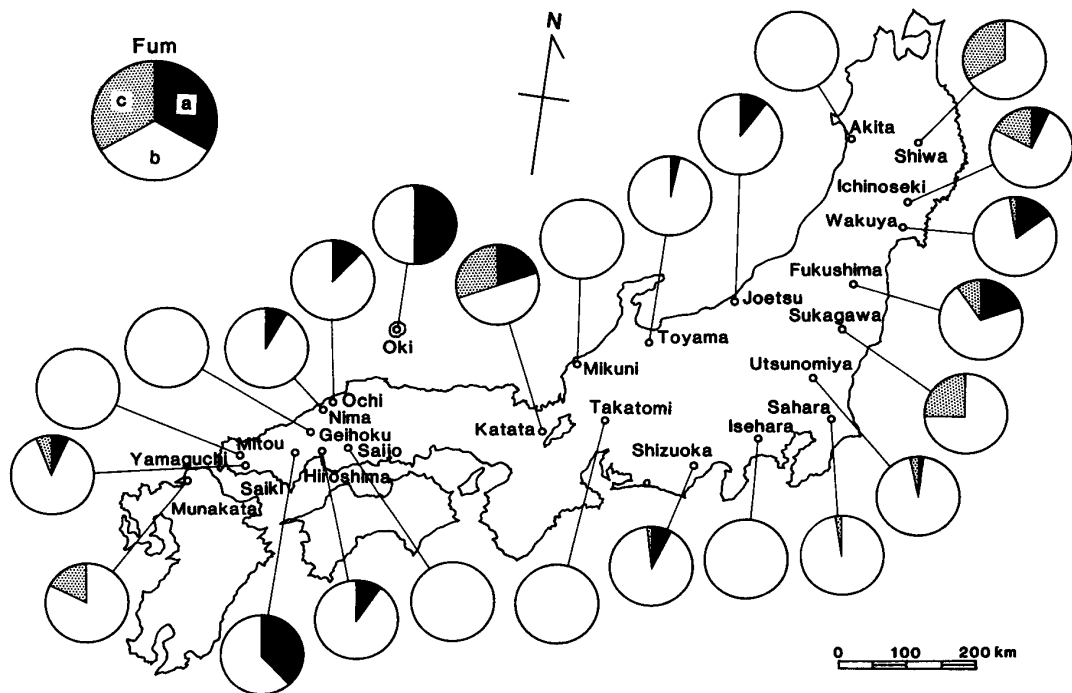 Fum
c
a
b
N
Akita
Shiwa
Ichinoseki
Wakuya
Fukushima
Sukagawa
Utsunomiya
Sahara
Isehara
Shizuoka
Takatomi
Joetsu
Toyama
Mikuni
Katata
Oki
Ochi
Nima
Geihoku
Saijo
Hiroshima
Mitou
Yamaguchi
Saiki
Munakata
0 100 200 km